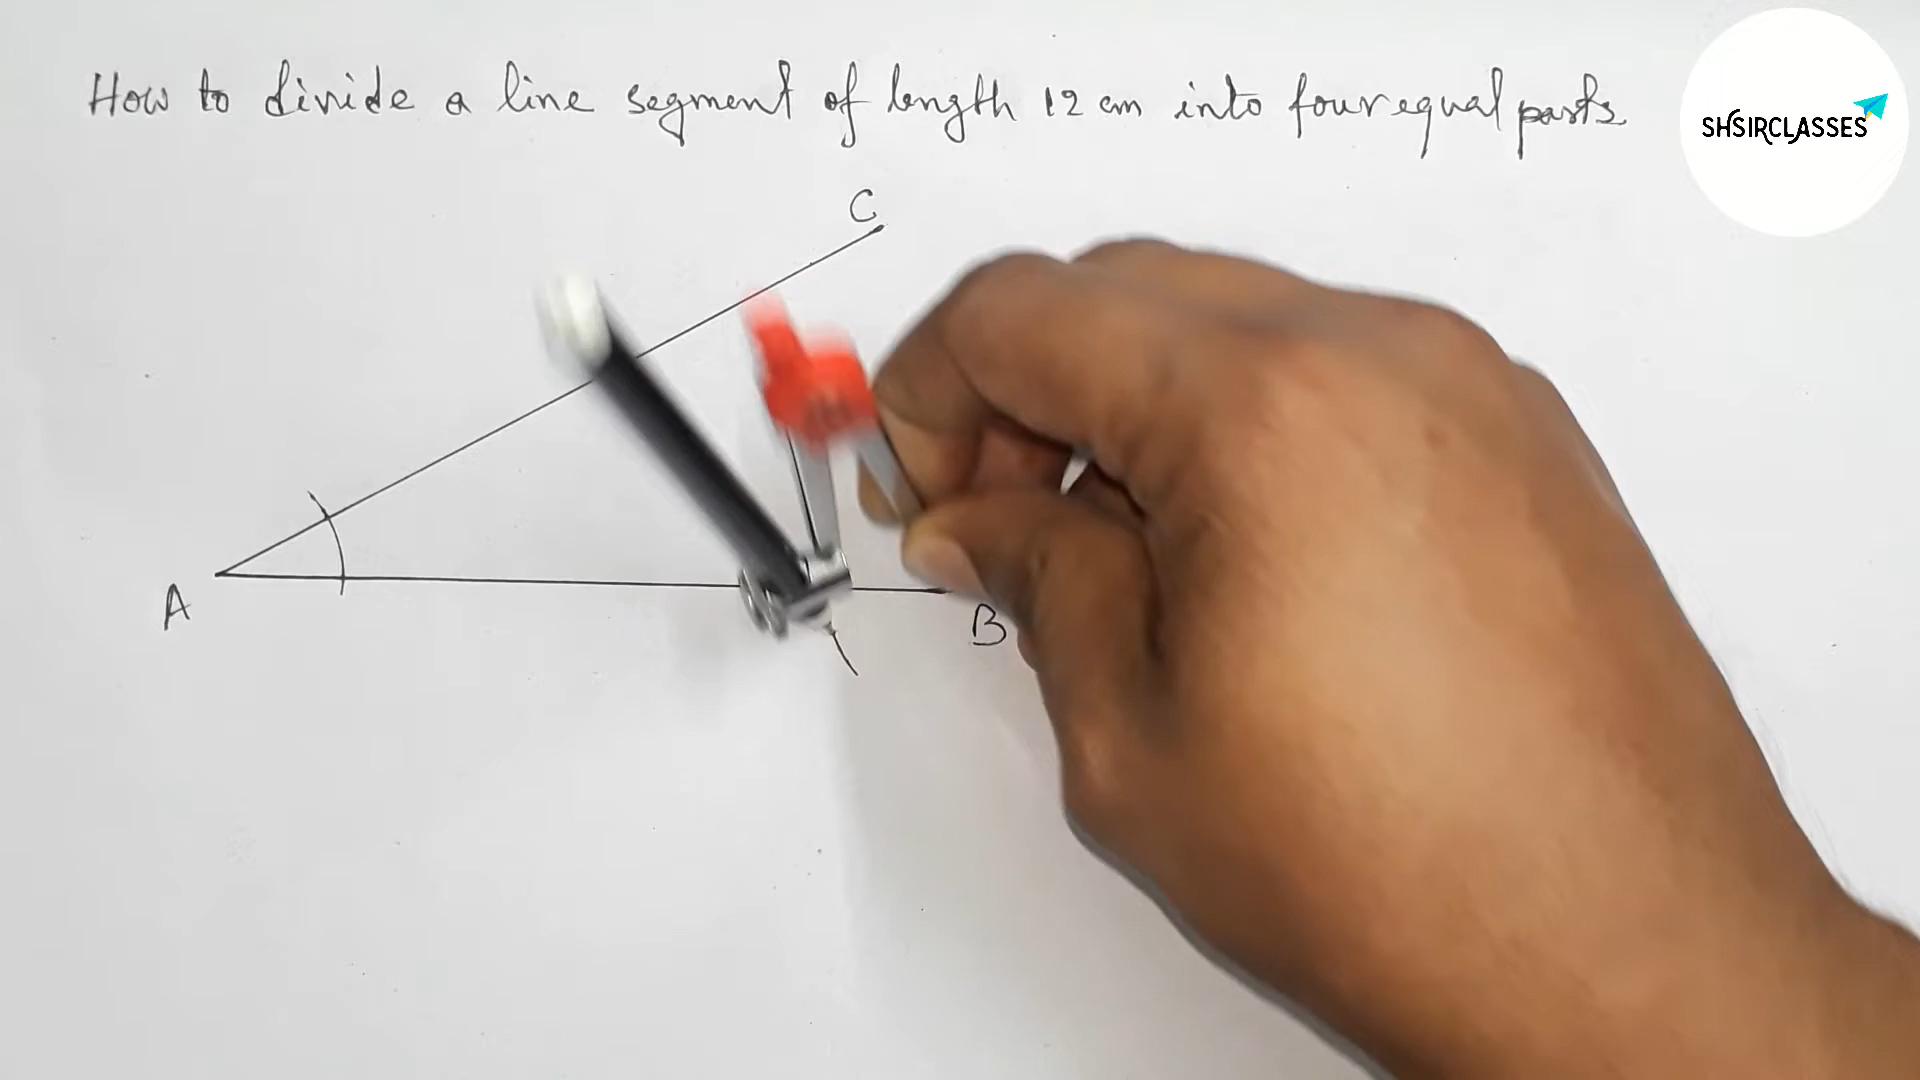 How to divide a line segment of length 12 cm into four equal parts.
SHSIRCLASSES
C
A
B